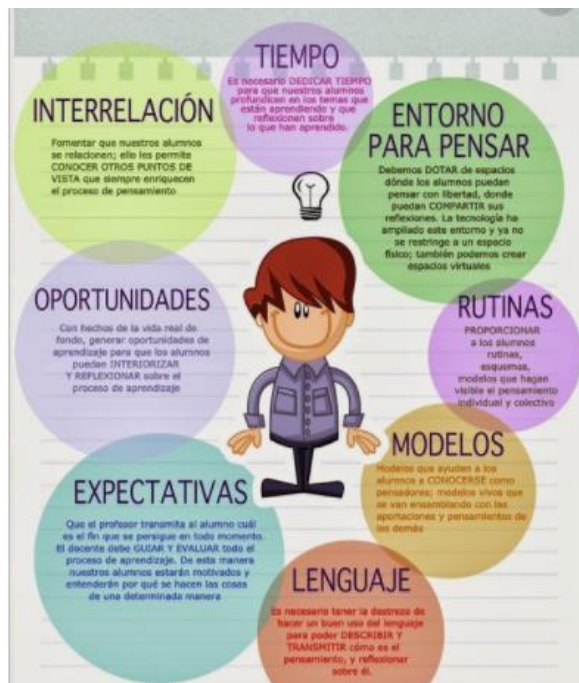 TIEMPO
Es necesario DEDICAR TIEMPO
para que nuestros alumnos
profundicen en los temas que
están aprendiendo y que
reflexionen sobre
lo que han aprendido.
INTERRELACIÓN
Fomentar que nuestros alumnos
se relacionen; ello les permite
CONOCER OTROS PUNTOS DE
VISTA que siempre enriquecen
el proceso de pensamiento
ENTORNO
PARA PENSAR
Debemos DOTAR de espacios
dónde los alumnos puedan
pensar con libertad, donde
puedan COMPARTIR sus
reflexiones. La tecnología ha
ampliado este entorno y ya no
se restringe a un espacio
físico; también podemos crear
espacios virtuales
OPORTUNIDADES
Con hechos de la vida real de
fondo, generar oportunidades de
aprendizaje para que los alumnos
puedan INTERIORIZAR
Y REFLEXIONAR sobre el
proceso de aprendizaje
RUTINAS
PROPORCIONAR
a los alumnos
rutinas,
esquemas,
modelos que hagan
visible el pensamiento
individual y colectivo
MODELOS
Modelos que ayuden a los
alumnos a CONOCERSE como
pensadores; modelos vivos que
se van ensamblando con las
aportaciones y pensamientos de
los demás
EXPECTATIVAS
Que el profesor transmita al alumno cuál
es el fin que se persigue en todo momento.
El docente debe GUIAR Y EVALUAR todo el
proceso de aprendizaje. De esta manera
nuestros alumnos estarán motivados y
entenderán por qué se hacen las cosas
de una determinada manera
LENGUAJE
Es necesario tener la destreza de
hacer un buen uso del lenguaje
para poder DESCRIBIR Y
TRANSMITIR cómo es el
pensamiento, y reflexionar
sobre él.